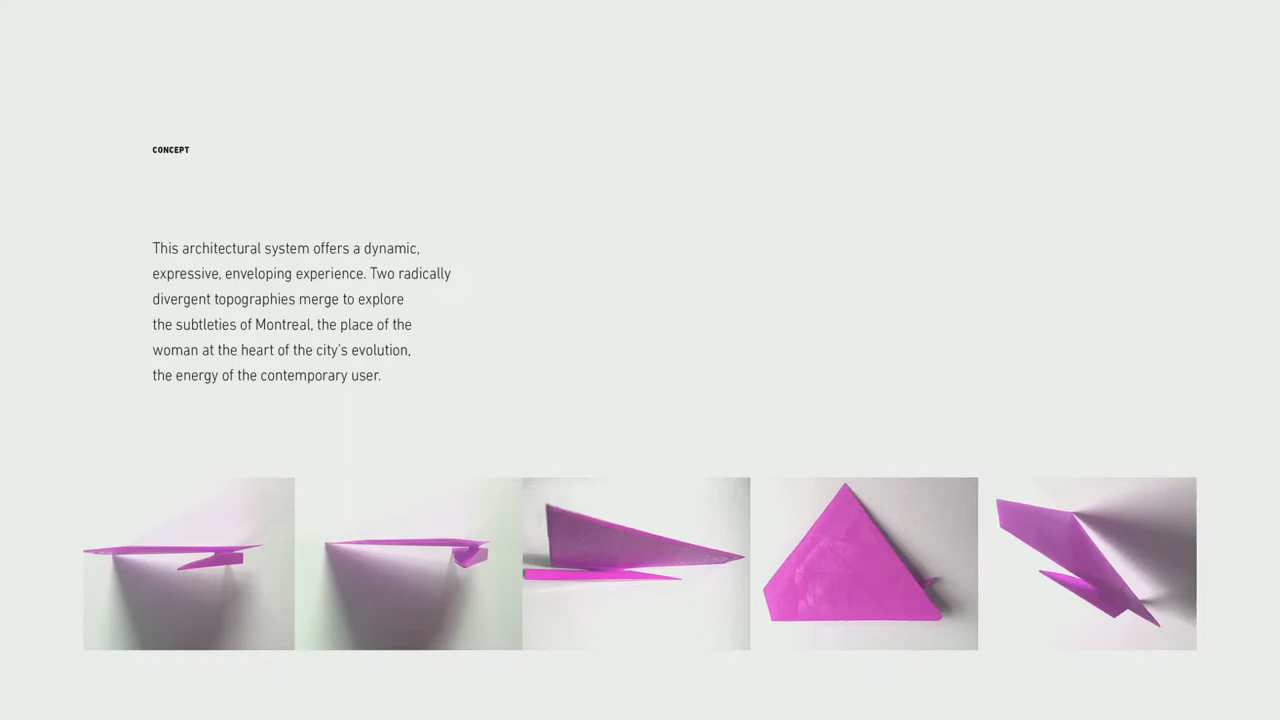 CONCEPT
This architectural system offers a dynamic,
expressive, enveloping experience. Two radically
divergent topographies merge to explore
the subtleties of Montreal, the place of the
woman at the heart of the city's evolution,
the energy of the contemporary user.